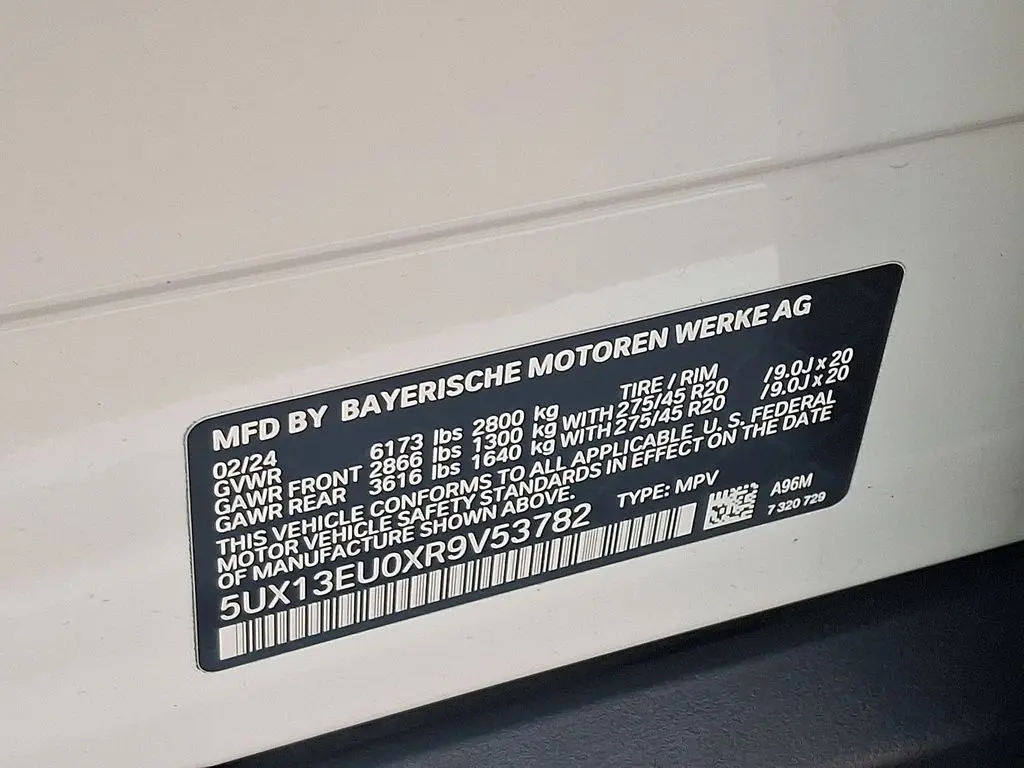 MFD BY BAYERISCHE MOTOREN WERKE AG
02/24 TIRE / RIM
GVWR 6173 lbs 2800 kg
GAWR FRONT 2866 lbs 1300 kg WITH 275/45 R20 /9.0J x 20
GAWR REAR 3616 lbs 1640 kg WITH 275/45 R20 /9.0J x 20
THIS VEHICLE CONFORMS TO ALL APPLICABLE U. S. FEDERAL
MOTOR VEHICLE SAFETY STANDARDS IN EFFECT ON THE DATE
OF MANUFACTURE SHOWN ABOVE.
TYPE: MPV
A96M
5UX13EU0XR9V53782
7 320 729